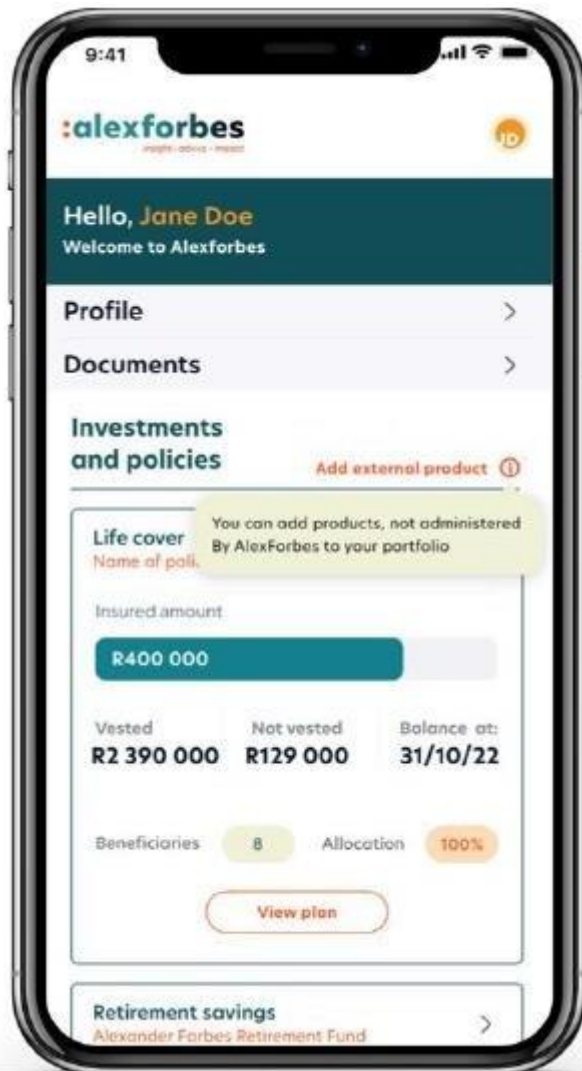 9:41
:alexforbes
insight · advice · impact
JD
Hello, Jane Doe
Welcome to Alexforbes
Profile
Documents
Investments
and policies
Add external product
You can add products, not administered
By AlexForbes to your portfolio
Life cover
Name of
Insured amount
R400 000
Vested
Not vested
Balance at:
R2 390 000
R129 000
31/10/22
Beneficiaries
8
Allocation
100%
View plan
Retirement savings
Alexander Forbes Retirement Fund